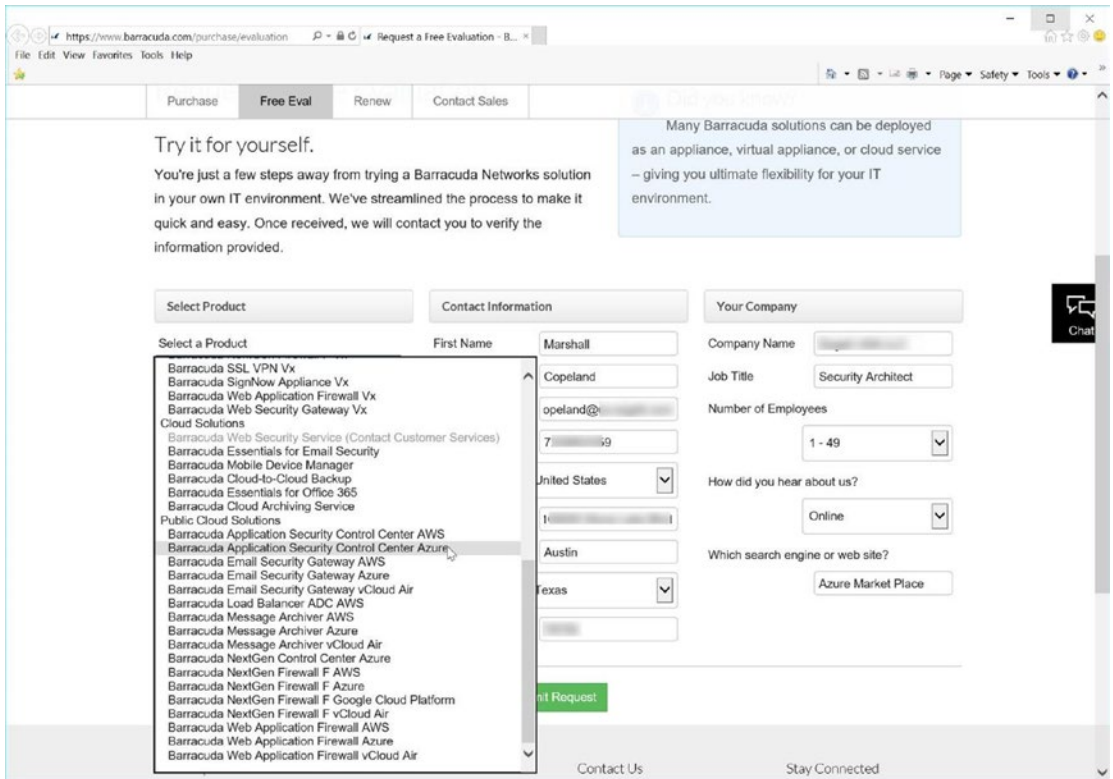 https://www.barracuda.com/purchase/evaluation
Request a Free Evaluation - B...
File Edit View Favorites Tools Help
Page Safety Tools
Purchase Free Eval Renew Contact Sales
Did you know?
Many Barracuda solutions can be deployed
as an appliance, virtual appliance, or cloud service
– giving you ultimate flexibility for your IT
environment.
Try it for yourself.
You're just a few steps away from trying a Barracuda Networks solution
in your own IT environment. We've streamlined the process to make it
quick and easy. Once received, we will contact you to verify the
information provided.
Chat
Select Product
Select a Product
Barracuda SSL VPN Vx
Barracuda SignNow Appliance Vx
Barracuda Web Application Firewall Vx
Barracuda Web Security Gateway Vx
Cloud Solutions
Barracuda Web Security Service (Contact Customer Services)
Barracuda Essentials for Email Security
Barracuda Mobile Device Manager
Barracuda Cloud-to-Cloud Backup
Barracuda Essentials for Office 365
Barracuda Cloud Archiving Service
Public Cloud Solutions
Barracuda Application Security Control Center AWS
Barracuda Application Security Control Center Azure
Barracuda Email Security Gateway AWS
Barracuda Email Security Gateway Azure
Barracuda Email Security Gateway vCloud Air
Barracuda Load Balancer ADC AWS
Barracuda Message Archiver AWS
Barracuda Message Archiver Azure
Barracuda Message Archiver vCloud Air
Barracuda NextGen Control Center Azure
Barracuda NextGen Firewall F AWS
Barracuda NextGen Firewall F Azure
Barracuda NextGen Firewall F Google Cloud Platform
Barracuda NextGen Firewall F vCloud Air
Barracuda Web Application Firewall AWS
Barracuda Web Application Firewall Azure
Barracuda Web Application Firewall vCloud Air
Contact Information
First Name Marshall
Copeland
opeland@
United States
Austin
Texas
Request
Your Company
Company Name
Job Title Security Architect
Number of Employees
1 - 49
How did you hear about us?
Online
Which search engine or web site?
Azure Market Place
Contact Us Stay Connected